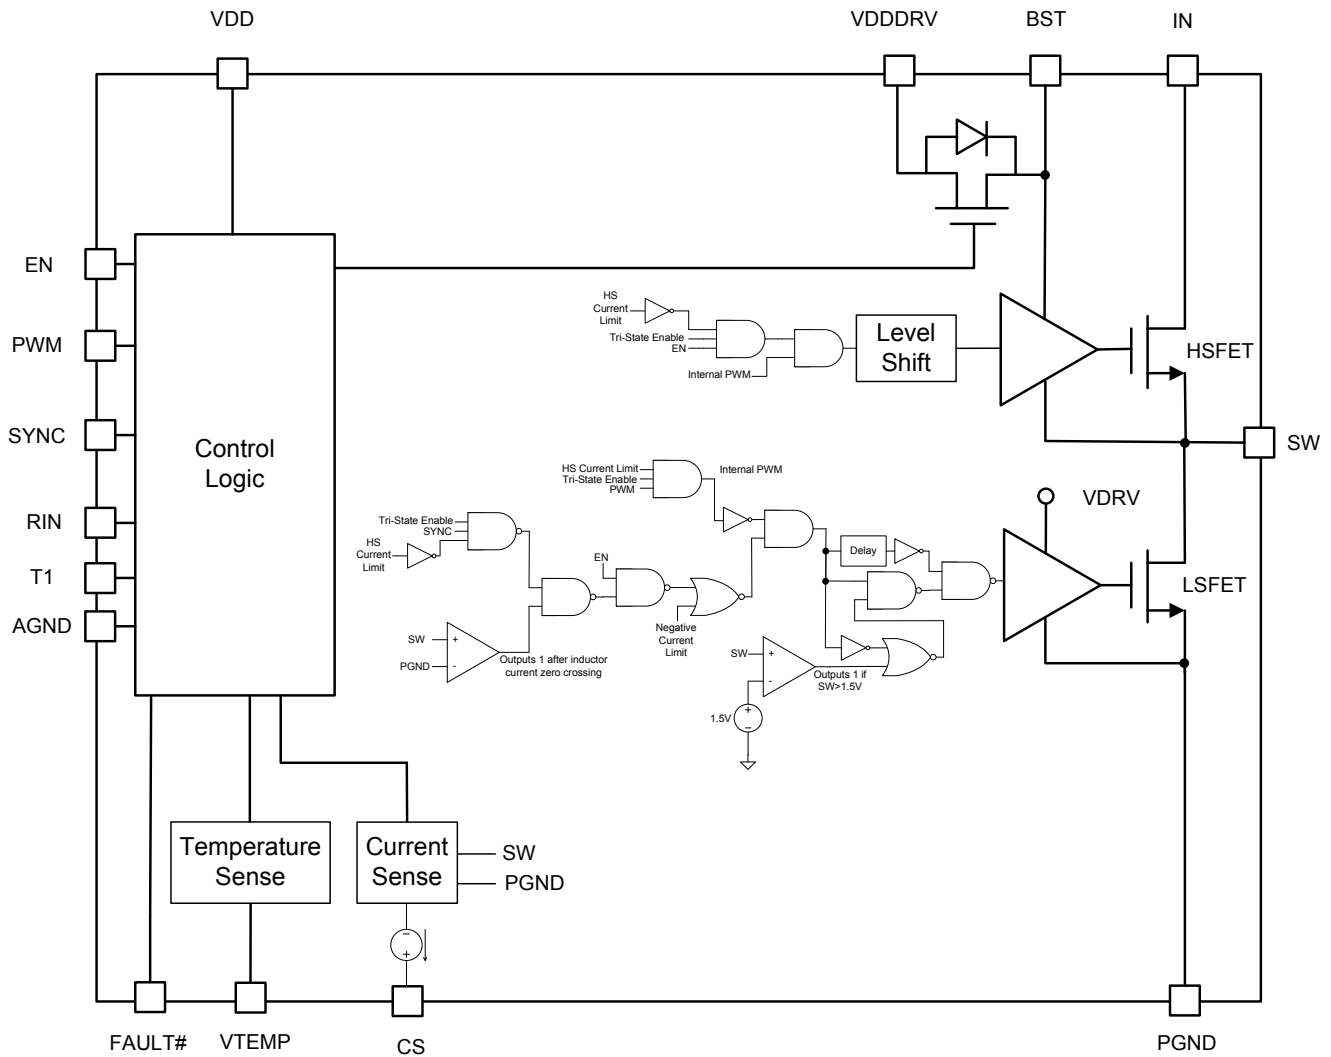 VDD
VDDDRV
BST
IN
EN
PWM
SYNC
RIN
T1
AGND
Control
Logic
HS
Current
Limit
Tri-State Enable
EN
Internal PWM
Level
Shift
HSFET
SW
HS Current Limit
Tri-State Enable
PWM
Internal PWM
VDRV
Tri-State Enable
SYNC
HS
Current
Limit
EN
Delay
LSFET
Negative
Current
Limit
SW
+
PGND
-
Outputs 1 after inductor
current zero crossing
SW
+
-
Outputs 1 if
SW>1.5V
1.5V
+
−
Temperature
Sense
Current
Sense
SW
PGND
−
+
FAULT#
VTEMP
CS
PGND